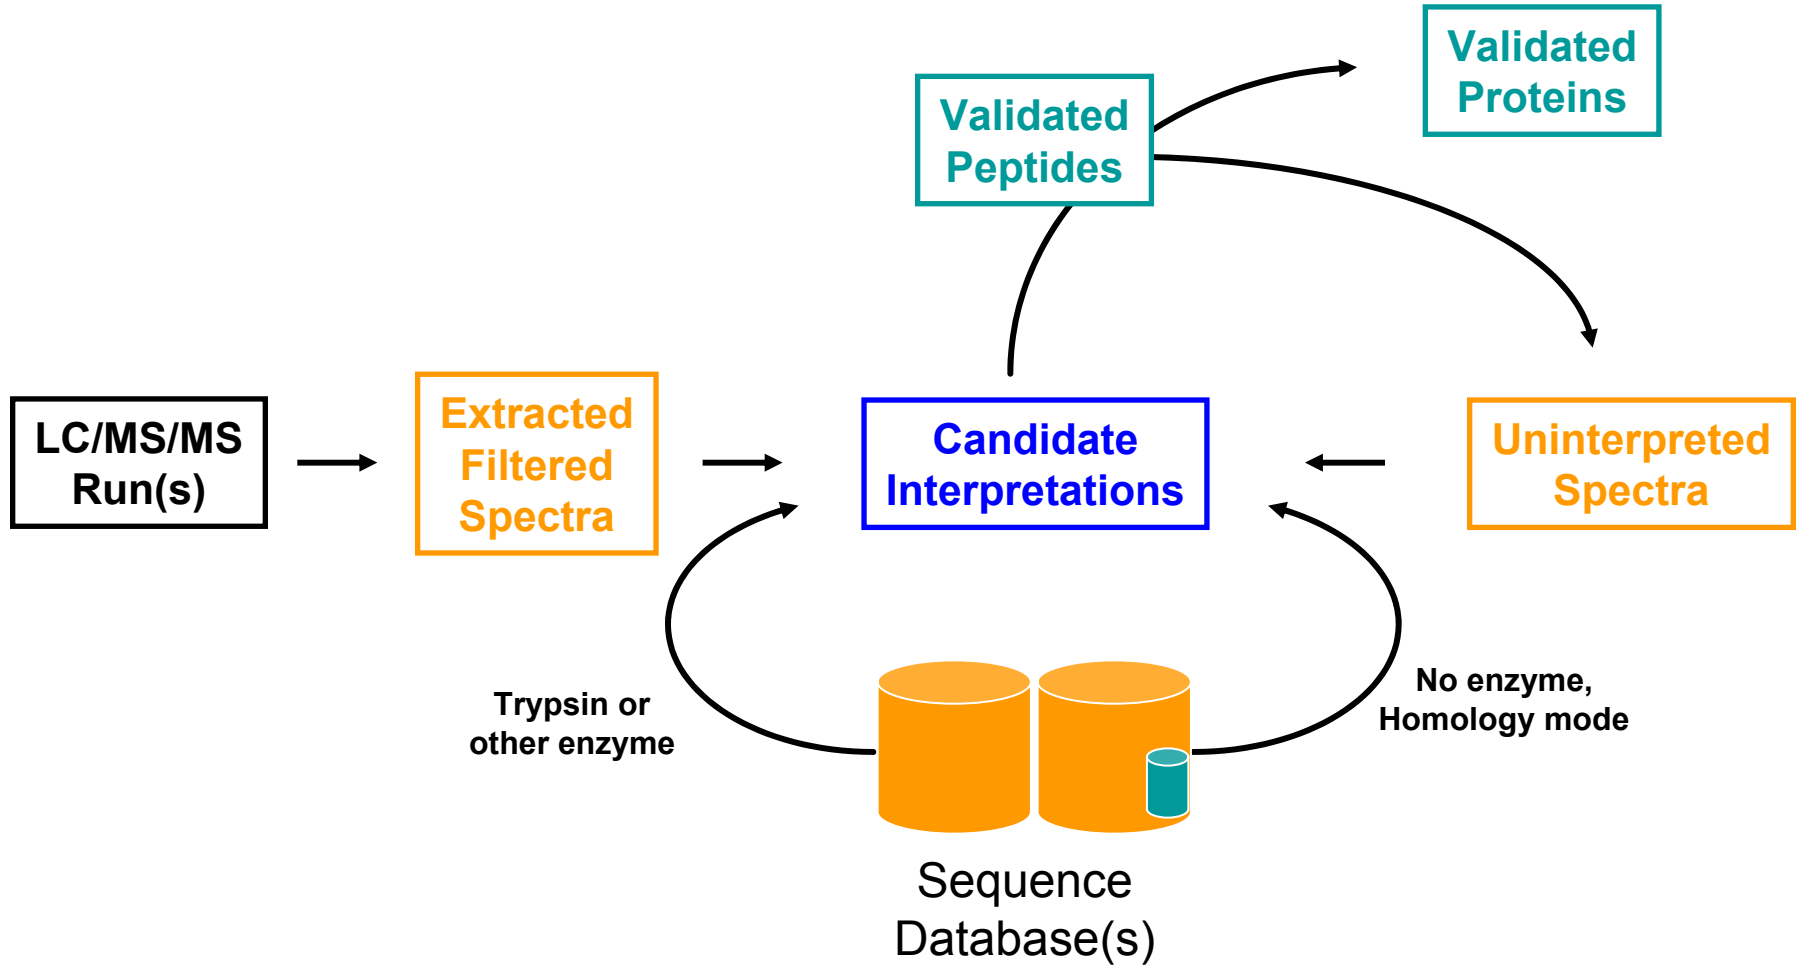 Validated
Proteins
Validated
Peptides
LC/MS/MS
Run(s)
Extracted
Filtered
Spectra
Candidate
Interpretations
Uninterpreted
Spectra
Trypsin or
other enzyme
No enzyme,
Homology mode
Sequence
Database(s)